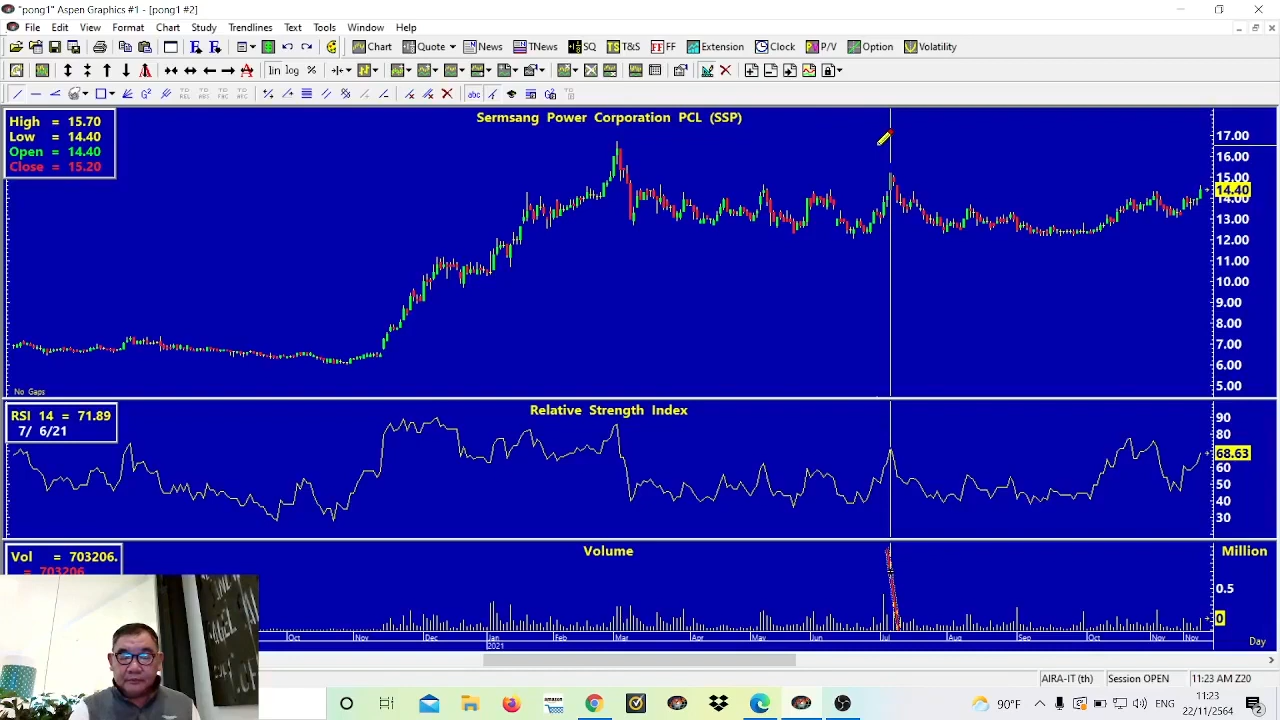 "pong1" Aspen Graphics #1 - [pong1 #2]
File Edit View Format Chart Study Trendlines Text Tools Window Help
Chart Quote News TNews SQ T&S FF Extension Clock P/V Option Volatility
lin log %
abc
High = 15.70
Low = 14.40
Open = 14.40
Close = 15.20
Sermsang Power Corporation PCL (SSP)
17.00
16.00
15.00
14.40
14.00
13.00
12.00
11.00
10.00
9.00
8.00
7.00
6.00
5.00
No Gaps
RSI 14 = 71.89
7/ 6/21
Relative Strength Index
90
80
68.63
60
50
40
30
Vol = 703206.
= 703206
Volume
Million
0.5
0
Oct Nov Dec Jan Feb Mar Apr May Jun Jul Aug Sep Oct Nov Nov
2021
Day
AIRA-IT (th) Session OPEN 11:23 AM Z20
amazon
90°F ENG
11:23
22/11/2564